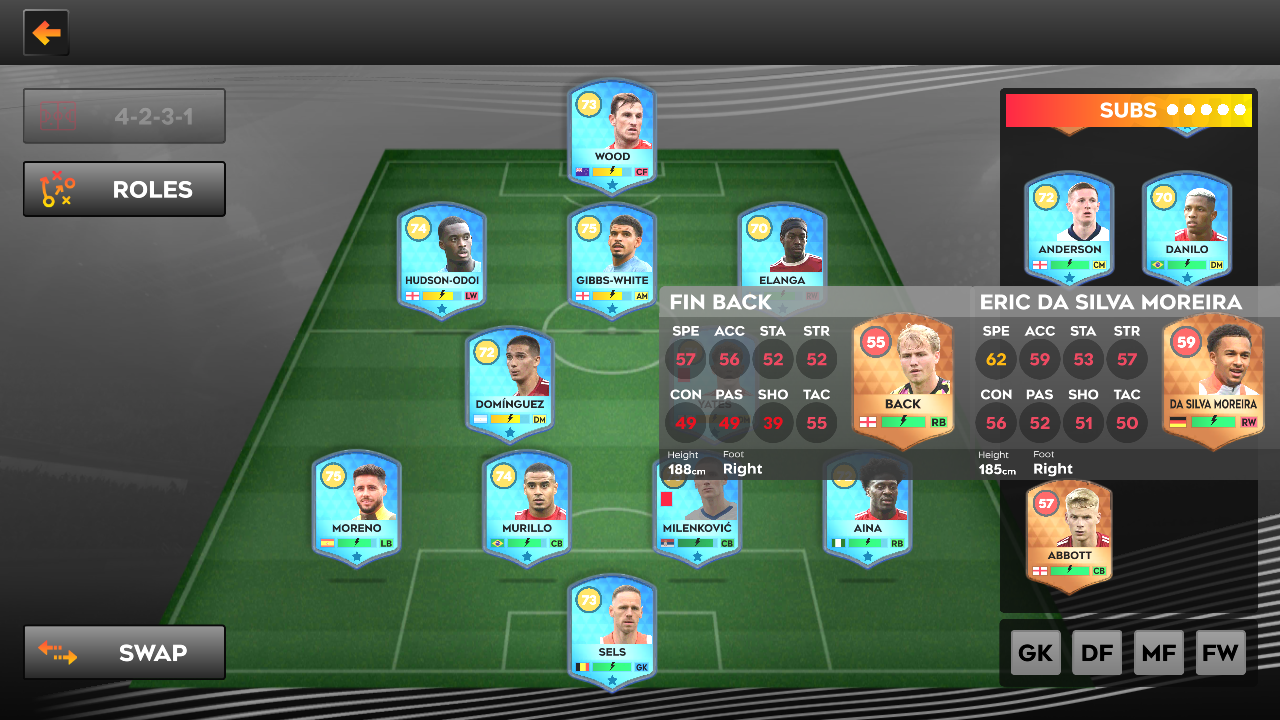 73
WOOD
CF
4-2-3-1
SUBS
ROLES
74
HUDSON-ODOI
LW
75
GIBBS-WHITE
AM
70
ELANGA
RW
72
ANDERSON
CM
70
DANILO
DM
FIN BACK
SPE ACC STA STR
57 56 52 52
CON PAS SHO TAC
49 49 39 55
Height Foot
188cm Right
55
BACK
RB
ERIC DA SILVA MOREIRA
SPE ACC STA STR
62 59 53 57
CON PAS SHO TAC
56 52 51 50
Height Foot
185cm Right
59
DA SILVA MOREIRA
RW
72
DOMÍNGUEZ
DM
YATES
75
MORENO
LB
74
MURILLO
CB
MILENKOVIĆ
CB
AINA
RB
57
ABBOTT
CB
73
SELS
GK
SWAP
GK DF MF FW